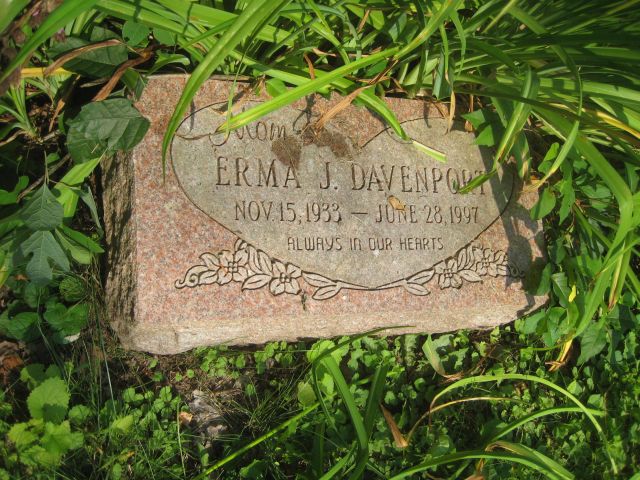 Mom
ERMA J. DAVENPORT
NOV. 15, 1933 — JUNE 28, 1997
ALWAYS IN OUR HEARTS